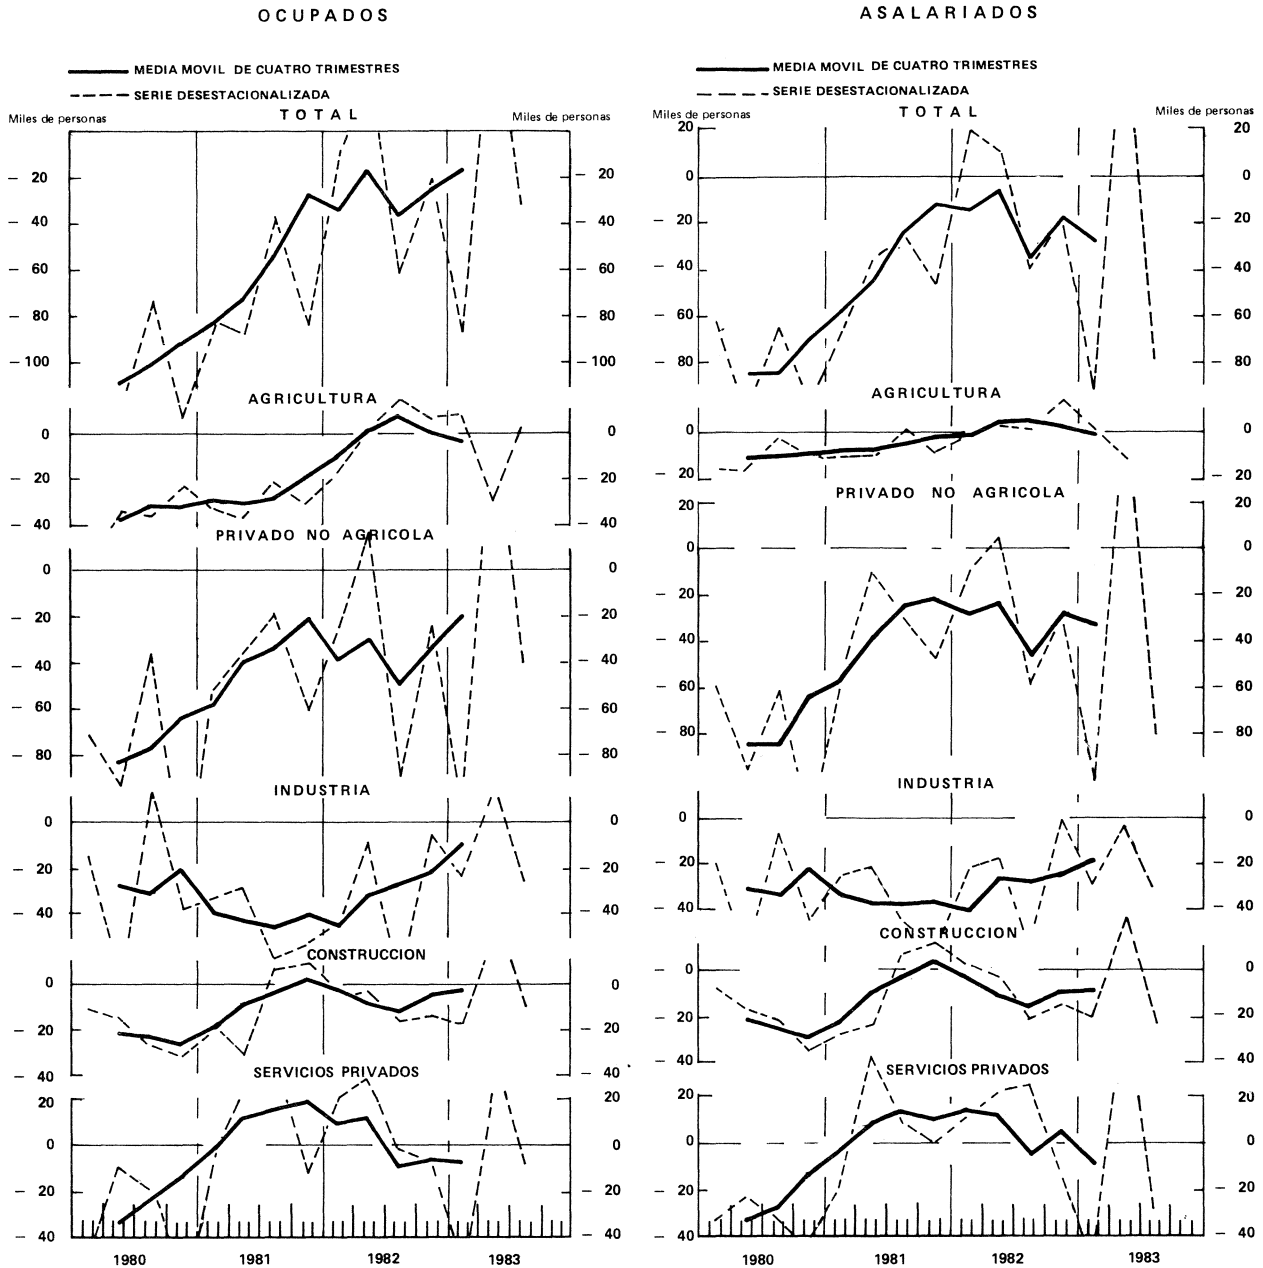 OCUPADOS
MEDIA MOVIL DE CUATRO TRIMESTRES
SERIE DESESTACIONALIZADA
Miles de personas
TOTAL
Miles de personas
— 20 — 20
— 40 — 40
— 60 — 60
— 80 — 80
— 100 — 100
AGRICULTURA
0 0
— 20 — 20
— 40 — 40
PRIVADO NO AGRICOLA
0 0
— 20 — 20
— 40 — 40
— 60 — 60
— 80 — 80
INDUSTRIA
0 0
— 20 — 20
— 40 — 40
CONSTRUCCION
0 0
— 20 — 20
— 40 — 40
SERVICIOS PRIVADOS
20 20
0 0
— 20 — 20
— 40 — 40
1980 1981 1982 1983
ASALARIADOS
MEDIA MOVIL DE CUATRO TRIMESTRES
SERIE DESESTACIONALIZADA
Miles de personas
TOTAL
Miles de personas
20 20
0 0
— 20 — 20
— 40 — 40
— 60 — 60
— 80 — 80
AGRICULTURA
0 0
— 20 — 20
PRIVADO NO AGRICOLA
20 20
0 0
— 20 — 20
— 40 — 40
— 60 — 60
— 80 — 80
INDUSTRIA
0 0
— 20 — 20
— 40 — 40
CONSTRUCCION
0 0
— 20 — 20
— 40 — 40
SERVICIOS PRIVADOS
20 20
0 0
— 20 — 20
— 40 — 40
1980 1981 1982 1983